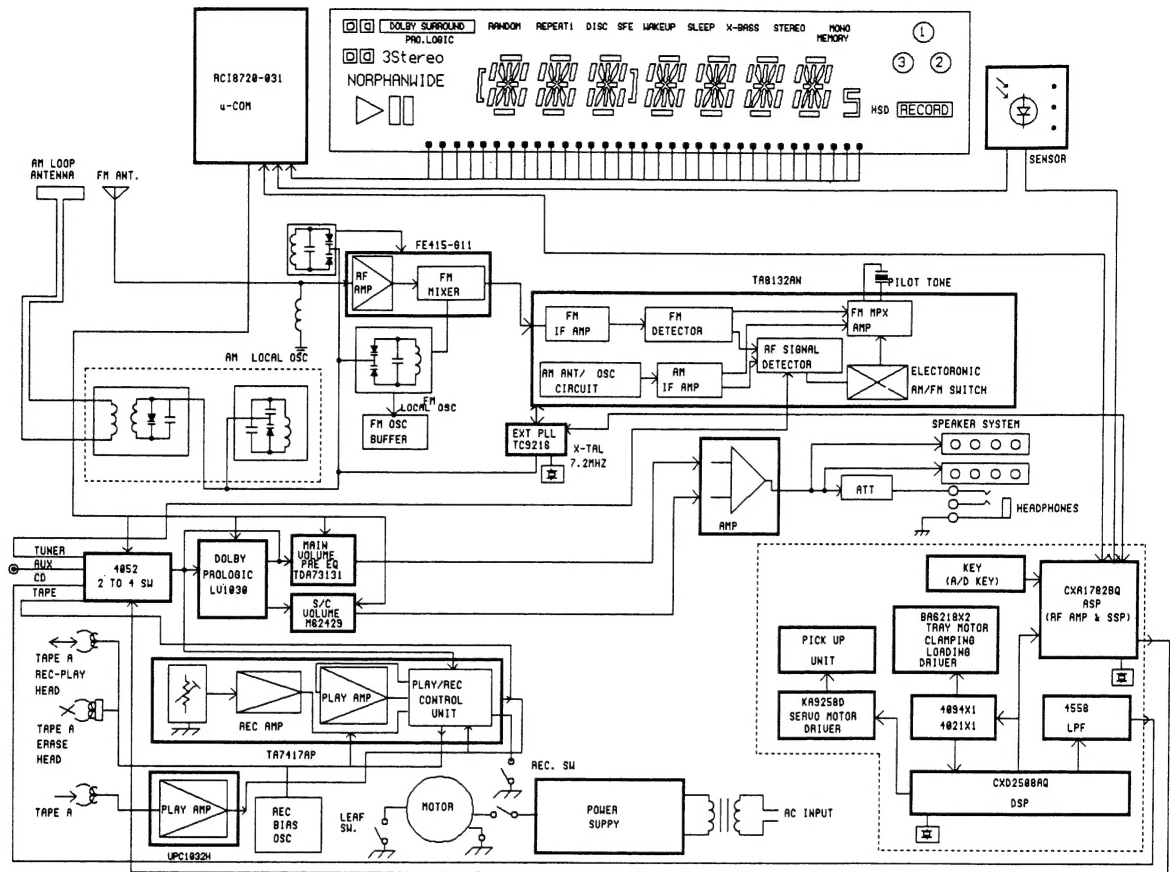 DOLBY SURROUND RANDOM REPEAT1 DISC SFE WAKEUP SLEEP X-BASS STEREO MONO
PRO.LOGIC MEMORY
1
3Stereo
3 2
NORPHANWIDE
HSD RECORD
RCI8720-031
u-COM
SENSOR
AM LOOP
ANTENNA
FM ANT.
FE415-G11
RF
AMP
FM
MIXER
TA8132AN
PILOT TONE
FM
IF AMP
FM
DETECTOR
FM MPX
AMP
RF SIGNAL
DETECTOR
AM ANT/ OSC
CIRCUIT
AM
IF AMP
ELECTORONIC
AM/FM SWITCH
AM LOCAL OSC
FM
LOCAL OSC
FM OSC
BUFFER
EXT PLL
TC9216
X-TAL
7.2MHZ
SPEAKER SYSTEM
AMP
ATT
HEADPHONES
TUNER
AUX
CD
TAPE
4052
2 TO 4 SW
DOLBY
PROLOGIC
LV1030
MAIN
VOLUME
PRE EQ
TDA73131
S/C
VOLUME
M62429
KEY
(A/D KEY)
CXA1782BQ
ASP
(RF AMP & SSP)
BA6218X2
TRAY MOTOR
CLAMPING
LOADING
DRIVER
PICK UP
UNIT
KA9258D
SERVO MOTOR
DRIVER
4094X1
4021X1
4558
LPF
CXD2508AQ
DSP
TAPE A
REC-PLAY
HEAD
TAPE A
ERASE
HEAD
TAPE A
REC AMP
PLAY AMP
PLAY/REC
CONTROL
UNIT
TA7417AP
PLAY AMP
UPC1032H
REC
BIAS
OSC
LEAF
SW.
MOTOR
REC. SW
POWER
SUPPY
AC INPUT